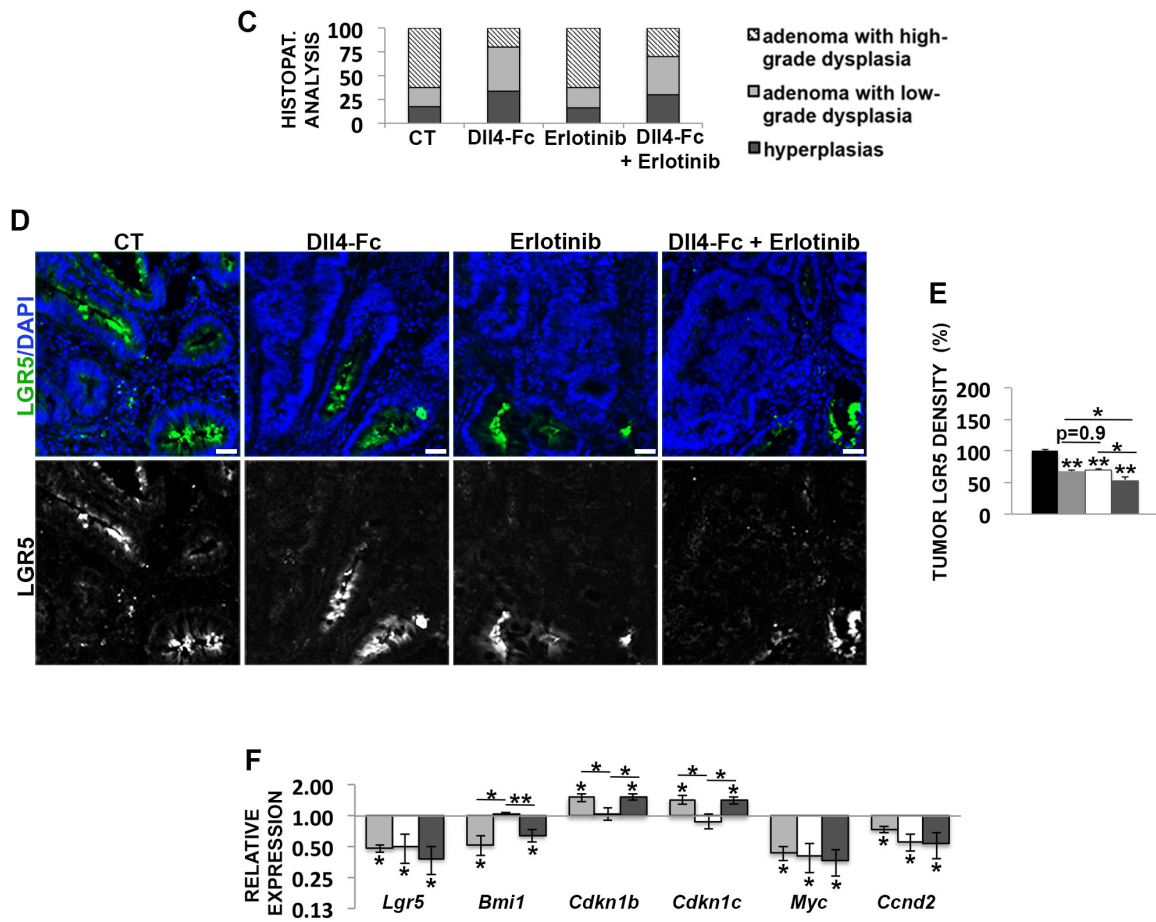 C
HISTOPAT.
ANALYSIS
100
75
50
25
0
CT
Dll4-Fc
Erlotinib
Dll4-Fc
+ Erlotinib
adenoma with high-
grade dysplasia
adenoma with low-
grade dysplasia
hyperplasias
D
CT
Dll4-Fc
Erlotinib
Dll4-Fc + Erlotinib
LGR5/DAPI
LGR5
E
TUMOR LGR5 DENSITY (%)
200
150
100
50
0
*
p=0.9
*
** ** **
F
RELATIVE
EXPRESSION
2.00
1.00
0.50
0.25
0.13
* * *
* **
* *
* *
* *
* *
* *
* * *
* * *
Lgr5 Bmi1 Cdkn1b Cdkn1c Myc Ccnd2